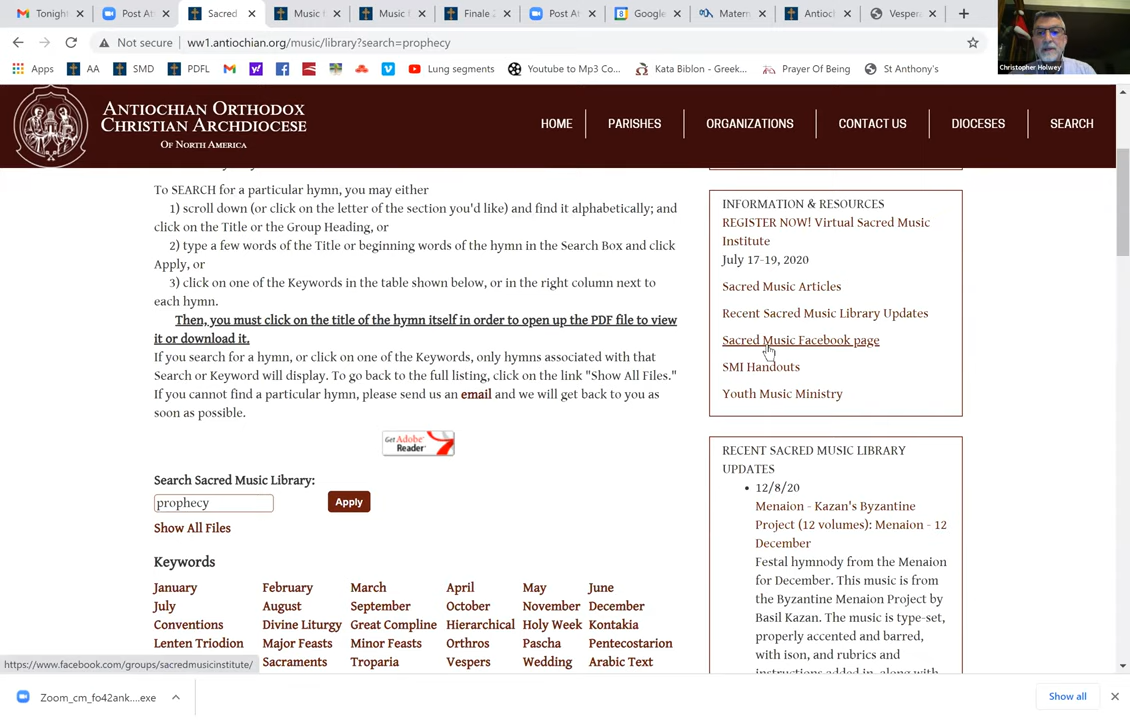 Tonight
Post At
Sacred
Music
Music
Finale 2
Post At
Google
Matern
Antioch
Vespera
Not secure
ww1.antiochian.org/music/library?search=prophecy
Apps
AA
SMD
PDFL
Lung segments
Youtube to Mp3 Co...
Kata Biblon - Greek...
Prayer Of Being
St Anthony's
Christopher Holwey
ANTIOCHIAN ORTHODOX
CHRISTIAN ARCHDIOCESE
OF NORTH AMERICA
HOME
PARISHES
ORGANIZATIONS
CONTACT US
DIOCESES
SEARCH
To SEARCH for a particular hymn, you may either
1) scroll down (or click on the letter of the section you'd like) and find it alphabetically; and
click on the Title or the Group Heading, or
2) type a few words of the Title or beginning words of the hymn in the Search Box and click
Apply, or
3) click on one of the Keywords in the table shown below, or in the right column next to
each hymn.
Then, you must click on the title of the hymn itself in order to open up the PDF file to view
it or download it.
If you search for a hymn, or click on one of the Keywords, only hymns associated with that
Search or Keyword will display. To go back to the full listing, click on the link "Show All Files."
If you cannot find a particular hymn, please send us an email and we will get back to you as
soon as possible.
Get Adobe
Reader
Search Sacred Music Library:
prophecy
Apply
Show All Files
Keywords
January February March April May June
July August September October November December
Conventions Divine Liturgy Great Compline Hierarchical Holy Week Kontakia
Lenten Triodion Major Feasts Minor Feasts Orthros Pascha Pentecostarion
Sacraments Troparia Vespers Wedding Arabic Text
INFORMATION & RESOURCES
REGISTER NOW! Virtual Sacred Music
Institute
July 17-19, 2020
Sacred Music Articles
Recent Sacred Music Library Updates
Sacred Music Facebook page
SMI Handouts
Youth Music Ministry
RECENT SACRED MUSIC LIBRARY
UPDATES
12/8/20
Menaion - Kazan's Byzantine
Project (12 volumes): Menaion - 12
December
Festal hymnody from the Menaion
for December. This music is from
the Byzantine Menaion Project by
Basil Kazan. The music is type-set,
properly accented and barred,
with ison, and rubrics and
instructions added in, along with
https://www.facebook.com/groups/sacredmusicinstitute/
Zoom_cm_fo42ank....exe
Show all